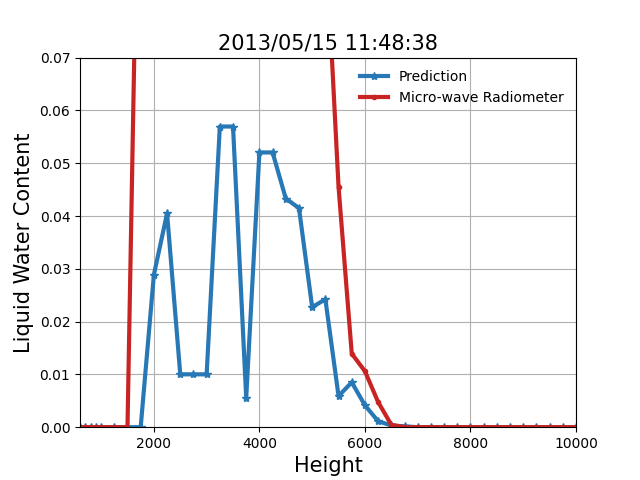 2013/05/15 11:48:38
0.07
0.06
0.05
0.04
0.03
0.02
0.01
0.00
Liquid Water Content
Prediction
Micro-wave Radiometer
2000 4000 6000 8000 10000
Height